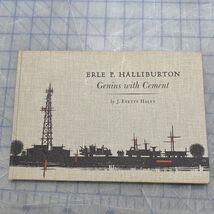 ERLE P. HALLIBURTON
Genius with Cement
by J. EVETTS HALEY